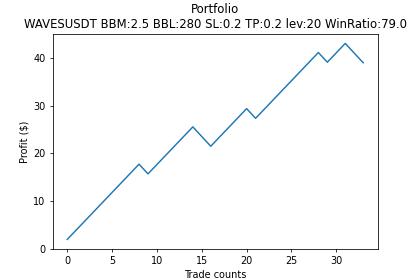 Portfolio
WAVESUSDT BBM:2.5 BBL:280 SL:0.2 TP:0.2 lev:20 WinRatio:79.0
40
30
20
10
0
Profit ($)
0 5 10 15 20 25 30
Trade counts